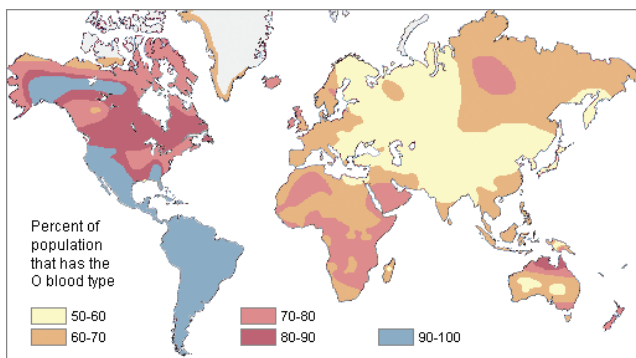 Percent of
population
that has the
O blood type
50-60
70-80
60-70
80-90
90-100